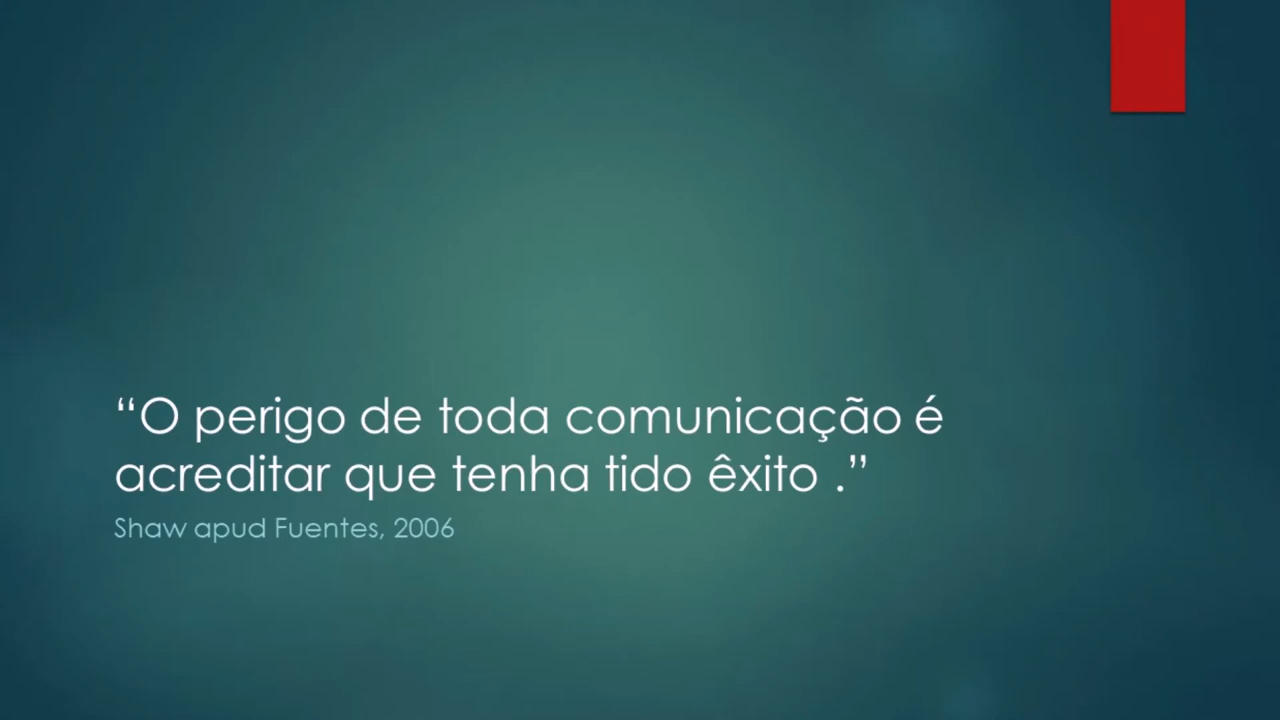 “O perigo de toda comunicação é
acreditar que tenha tido êxito .”
Shaw apud Fuentes, 2006